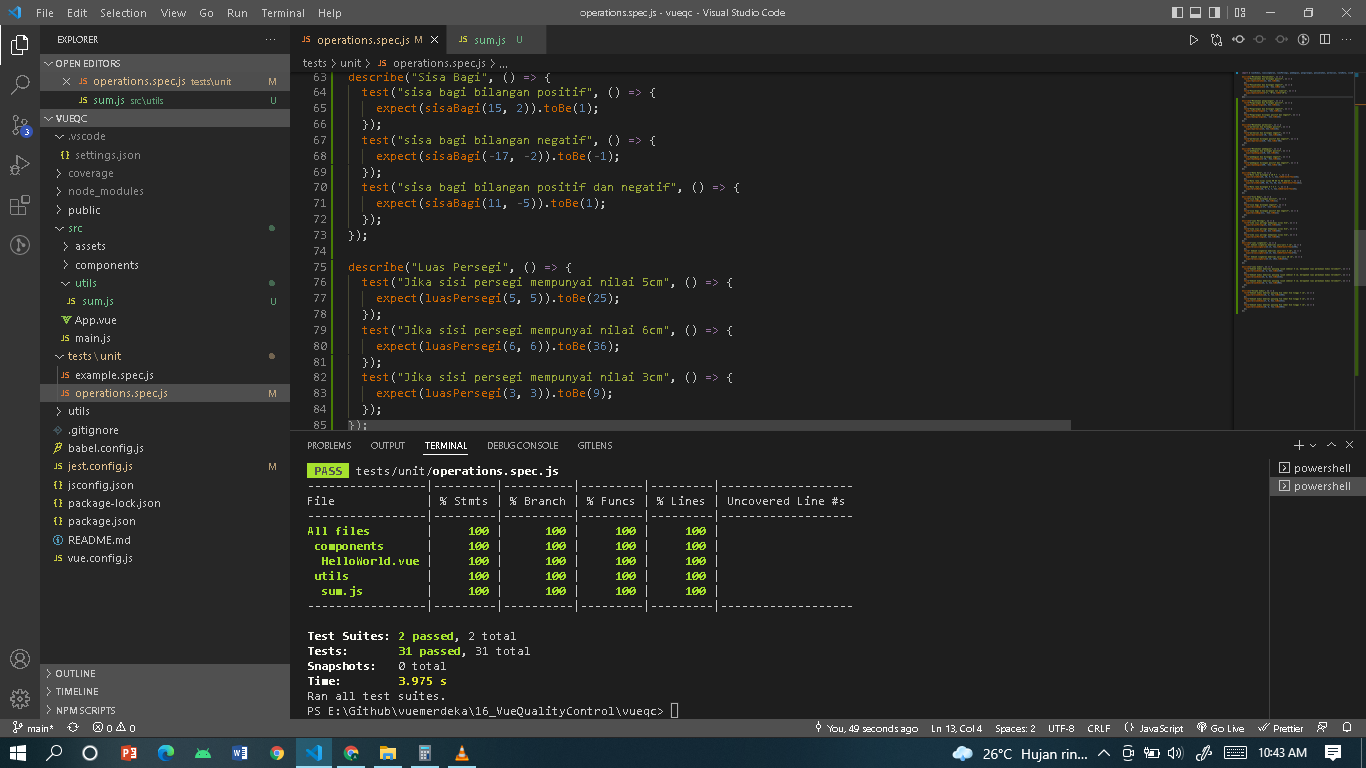 File Edit Selection View Go Run Terminal Help
operations.spec.js - vueqc - Visual Studio Code
EXPLORER
OPEN EDITORS
operations.spec.js tests\unit M
sum.js src\utils U
VUEQC
.vscode
settings.json
coverage
node_modules
public
src
assets
components
utils
sum.js U
App.vue
main.js
tests\unit
example.spec.js
operations.spec.js M
utils
.gitignore
babel.config.js
jest.config.js M
jsconfig.json
package-lock.json
package.json
README.md
vue.config.js
OUTLINE
TIMELINE
NPM SCRIPTS
3
JS operations.spec.js M
JS sum.js U
tests > unit > JS operations.spec.js > ...
63 describe("Sisa Bagi", () => {
64 test("sisa bagi bilangan positif", () => {
65 expect(sisaBagi(15, 2)).toBe(1);
66 });
67 test("sisa bagi bilangan negatif", () => {
68 expect(sisaBagi(-17, -2)).toBe(-1);
69 });
70 test("sisa bagi bilangan positif dan negatif", () => {
71 expect(sisaBagi(11, -5)).toBe(1);
72 });
73 });
74
75 describe("Luas Persegi", () => {
76 test("Jika sisi persegi mempunyai nilai 5cm", () => {
77 expect(luasPersegi(5, 5)).toBe(25);
78 });
79 test("Jika sisi persegi mempunyai nilai 6cm", () => {
80 expect(luasPersegi(6, 6)).toBe(36);
81 });
82 test("Jika sisi persegi mempunyai nilai 3cm", () => {
83 expect(luasPersegi(3, 3)).toBe(9);
84 });
85 });
PROBLEMS OUTPUT TERMINAL DEBUG CONSOLE GITLENS
powershell
powershell
PASS tests/unit/operations.spec.js
File | % Stmts | % Branch | % Funcs | % Lines | Uncovered Line #s
All files | 100 | 100 | 100 | 100 |
components | 100 | 100 | 100 | 100 |
HelloWorld.vue | 100 | 100 | 100 | 100 |
utils | 100 | 100 | 100 | 100 |
sum.js | 100 | 100 | 100 | 100 |
Test Suites: 2 passed, 2 total
Tests: 31 passed, 31 total
Snapshots: 0 total
Time: 3.975 s
Ran all test suites.
PS E:\Github\vuemerdeka\16_VueQualityControl\vueqc>
main* 0 0 You, 49 seconds ago Ln 13, Col 4 Spaces: 2 UTF-8 CRLF JavaScript Go Live Prettier
26°C Hujan rin... 10:43 AM